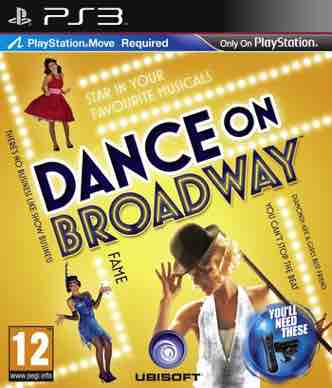 PS3
PlayStation Move Required
Only On PlayStation.
STAR IN YOUR
FAVOURITE MUSICALS
DANCE ON
BROADWAY
THERE'S NO BUSINESS LIKE SHOW BUSINESS
FAME
DIAMONDS ARE A GIRL'S BEST FRIEND
YOU CAN'T STOP THE BEAT
YOU'LL
NEED
THESE
12
www.pegi.info
UBISOFT